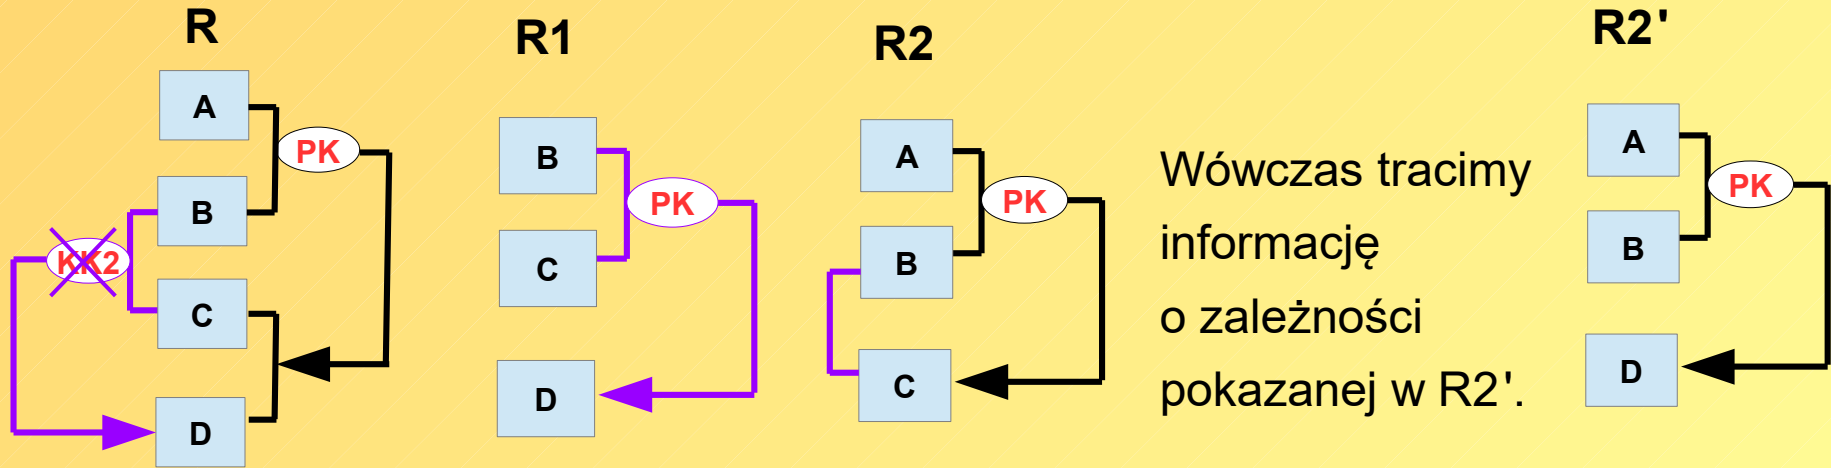 R
A
PK
B
KK2
C
D
R1
B
PK
C
D
R2
A
PK
B
C
Wówczas tracimy
informację
o zależności
pokazanej w R2'.
R2'
A
PK
B
D